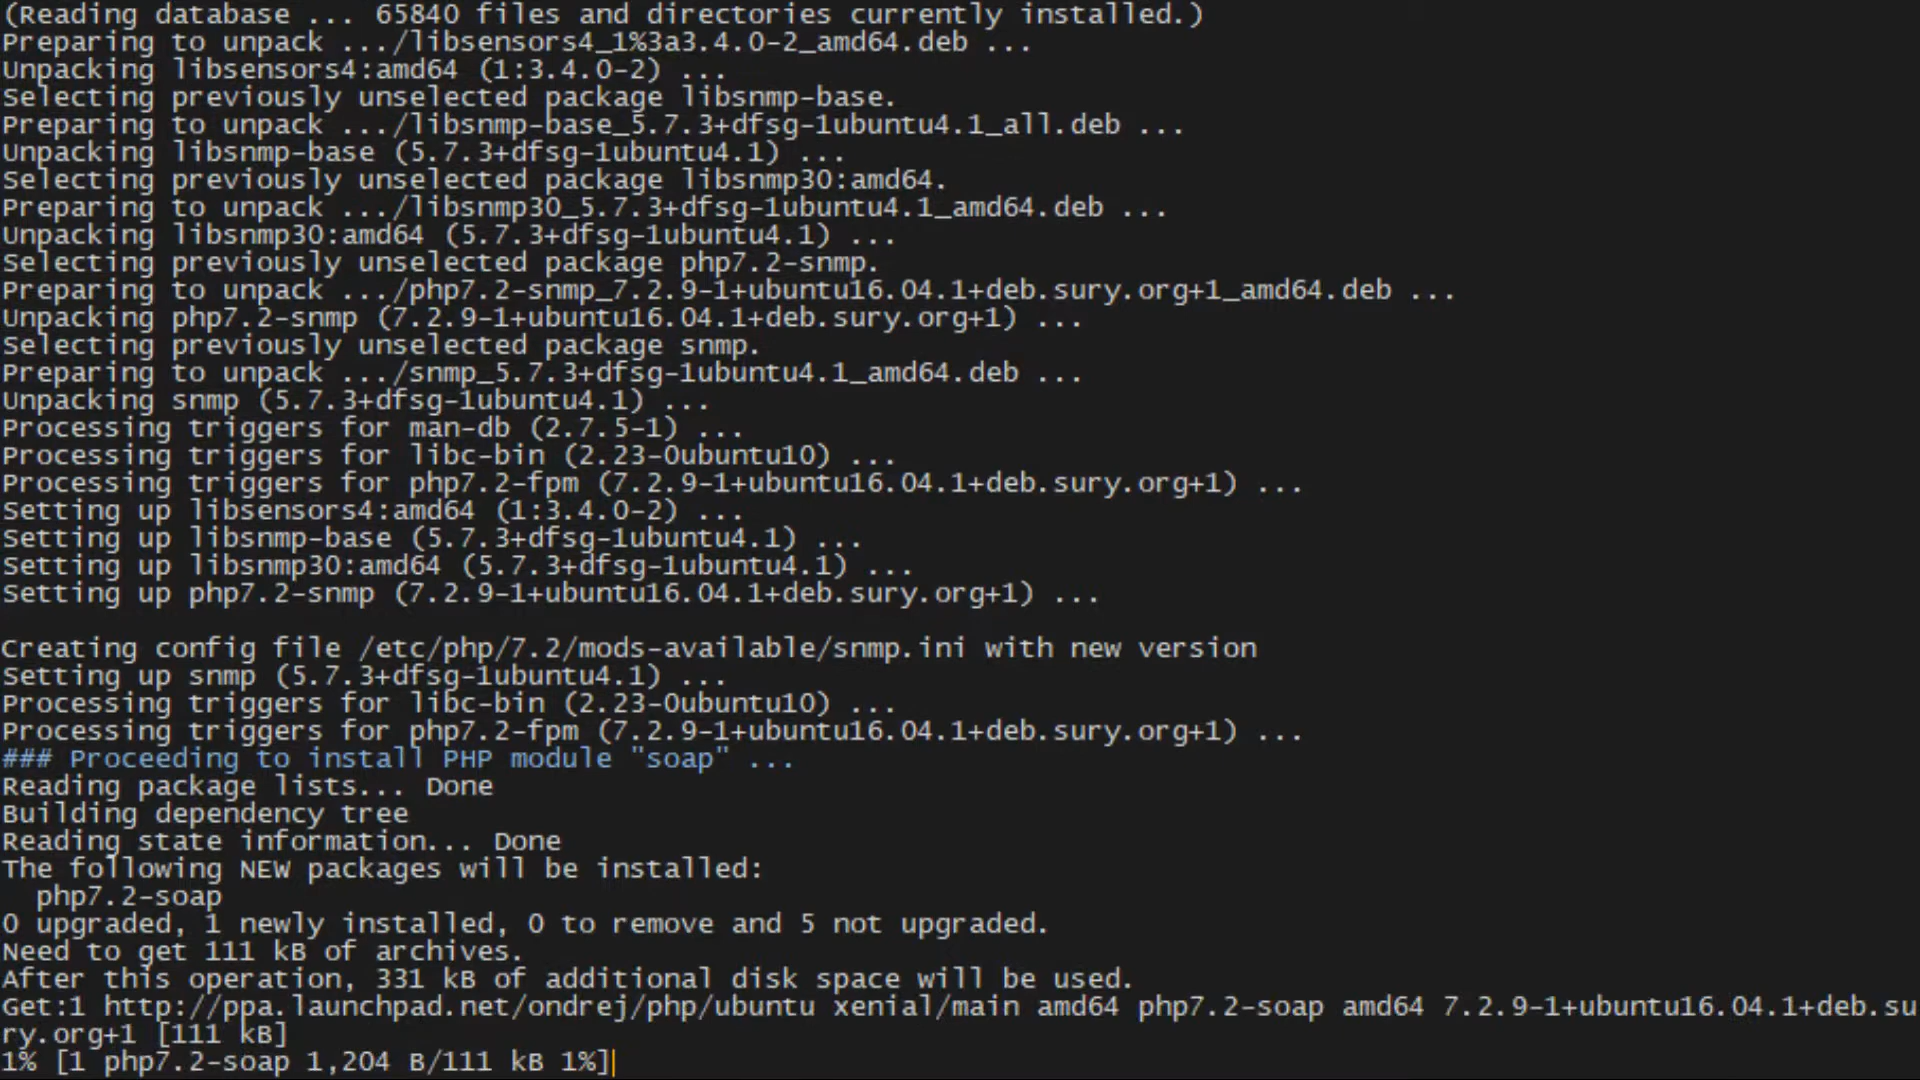 (Reading database ... 65840 files and directories currently installed.)
Preparing to unpack .../libsensors4_1%3a3.4.0-2_amd64.deb ...
Unpacking libsensors4:amd64 (1:3.4.0-2) ...
Selecting previously unselected package libsnmp-base.
Preparing to unpack .../libsnmp-base_5.7.3+dfsg-1ubuntu4.1_all.deb ...
Unpacking libsnmp-base (5.7.3+dfsg-1ubuntu4.1) ...
Selecting previously unselected package libsnmp30:amd64.
Preparing to unpack .../libsnmp30_5.7.3+dfsg-1ubuntu4.1_amd64.deb ...
Unpacking libsnmp30:amd64 (5.7.3+dfsg-1ubuntu4.1) ...
Selecting previously unselected package php7.2-snmp.
Preparing to unpack .../php7.2-snmp_7.2.9-1+ubuntu16.04.1+deb.sury.org+1_amd64.deb ...
Unpacking php7.2-snmp (7.2.9-1+ubuntu16.04.1+deb.sury.org+1) ...
Selecting previously unselected package snmp.
Preparing to unpack .../snmp_5.7.3+dfsg-1ubuntu4.1_amd64.deb ...
Unpacking snmp (5.7.3+dfsg-1ubuntu4.1) ...
Processing triggers for man-db (2.7.5-1) ...
Processing triggers for libc-bin (2.23-0ubuntu10) ...
Processing triggers for php7.2-fpm (7.2.9-1+ubuntu16.04.1+deb.sury.org+1) ...
Setting up libsensors4:amd64 (1:3.4.0-2) ...
Setting up libsnmp-base (5.7.3+dfsg-1ubuntu4.1) ...
Setting up libsnmp30:amd64 (5.7.3+dfsg-1ubuntu4.1) ...
Setting up php7.2-snmp (7.2.9-1+ubuntu16.04.1+deb.sury.org+1) ...

Creating config file /etc/php/7.2/mods-available/snmp.ini with new version
Setting up snmp (5.7.3+dfsg-1ubuntu4.1) ...
Processing triggers for libc-bin (2.23-0ubuntu10) ...
Processing triggers for php7.2-fpm (7.2.9-1+ubuntu16.04.1+deb.sury.org+1) ...
### Proceeding to install PHP module "soap" ...
Reading package lists... Done
Building dependency tree
Reading state information... Done
The following NEW packages will be installed:
  php7.2-soap
0 upgraded, 1 newly installed, 0 to remove and 5 not upgraded.
Need to get 111 kB of archives.
After this operation, 331 kB of additional disk space will be used.
Get:1 http://ppa.launchpad.net/ondrej/php/ubuntu xenial/main amd64 php7.2-soap amd64 7.2.9-1+ubuntu16.04.1+deb.su
ry.org+1 [111 kB]
1% [1 php7.2-soap 1,204 B/111 kB 1%]